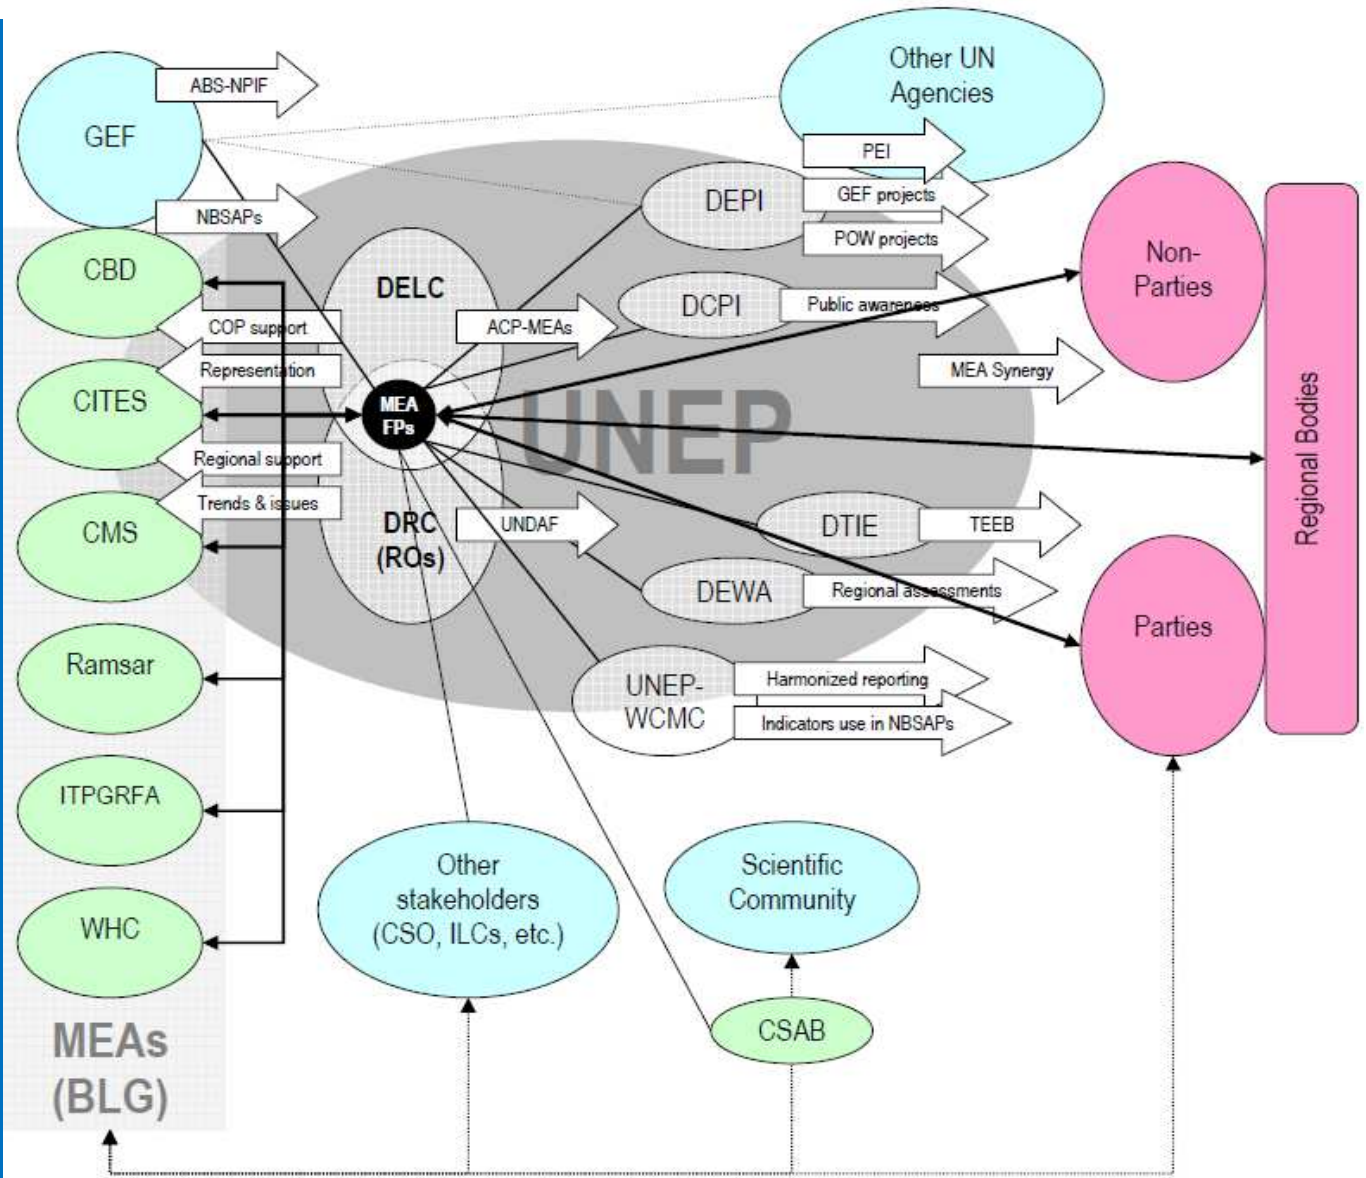 Other UN
Agencies
ABS-NPIF
GEF
PEI
DEPI
GEF projects
NBSAPs
POW projects
CBD
DELC
Non-
Parties
DCPI
Public awareness
COP support
ACP-MEAs
Representation
MEA Synergy
CITES
MEA
FPs
UNEP
Regional support
Regional Bodies
Trends & issues
CMS
DRC
(ROs)
UNDAF
DTIE
TEEB
DEWA
Regional assessments
Parties
Ramsar
UNEP-
WCMC
Harmonized reporting
Indicators use in NBSAPs
ITPGRFA
Other
stakeholders
(CSO, ILCs, etc.)
Scientific
Community
WHC
CSAB
MEAs
(BLG)